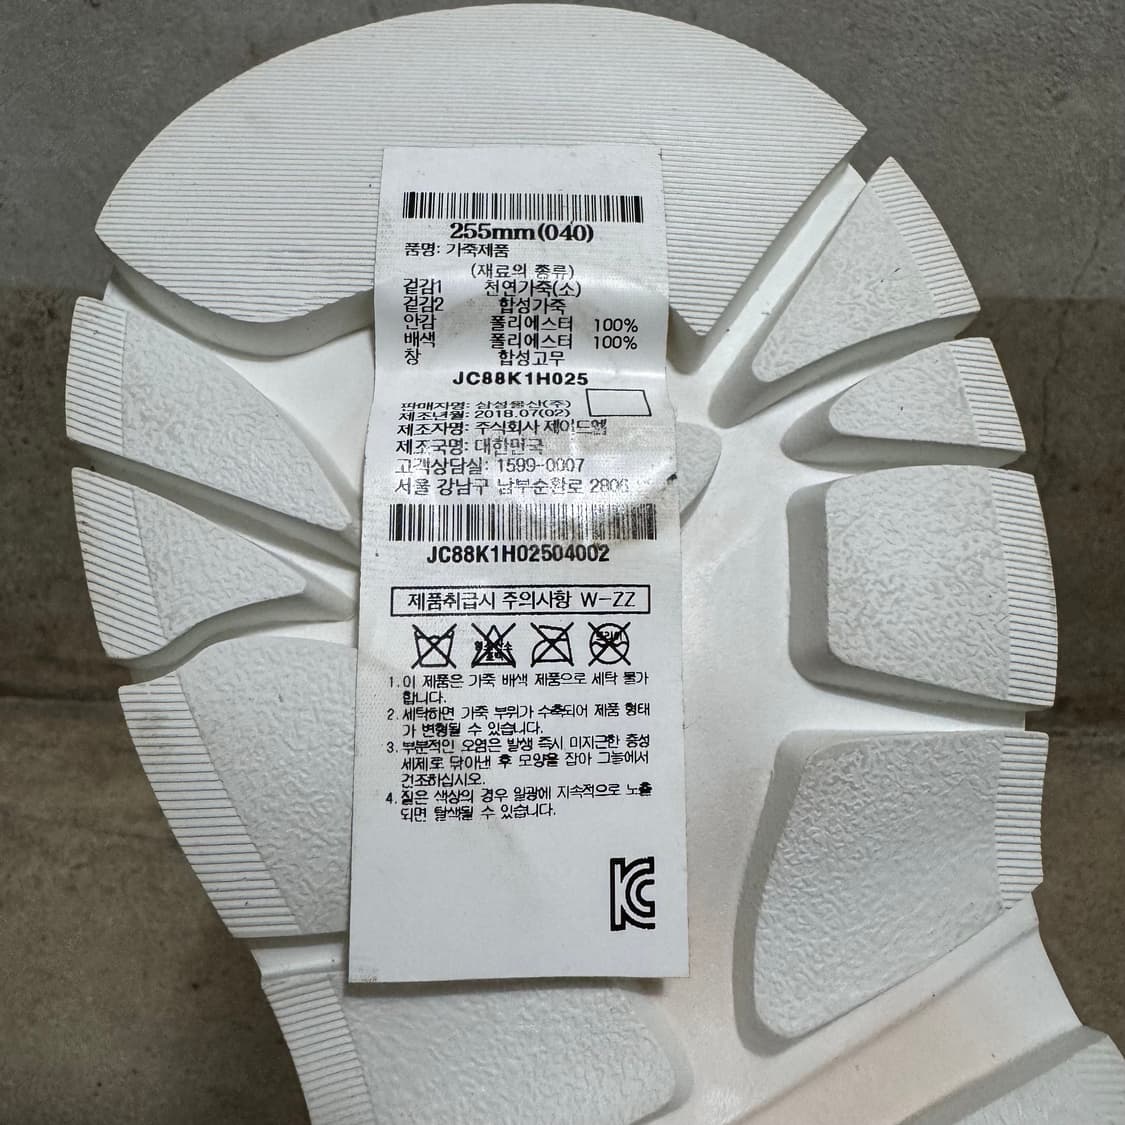 255mm(040)
품명: 가죽제품
(재료의 종류)
겉감1 천연가죽(소)
겉감2 합성가죽
안감 폴리에스터 100%
배색 폴리에스터 100%
창 합성고무
JC88K1H025
판매자명: 삼성물산(주)
제조년월: 2018.07(02)
제조자명: 주식회사 제이드엘
제조국명: 대한민국
고객상담실: 1599-0007
서울 강남구 남부순환로 2806
JC88K1H02504002
제품취급시 주의사항 W-ZZ
1. 이 제품은 가죽 배색 제품으로 세탁 불가
합니다.
2. 세탁하면 가죽 부위가 수축되어 제품 형태
가 변형될 수 있습니다.
3. 부분적인 오염은 발생 즉시 미지근한 중성
세제로 닦아낸 후 모양을 잡아 그늘에서
건조하십시오.
4. 짙은 색상의 경우 일광에 지속적으로 노출
되면 탈색될 수 있습니다.